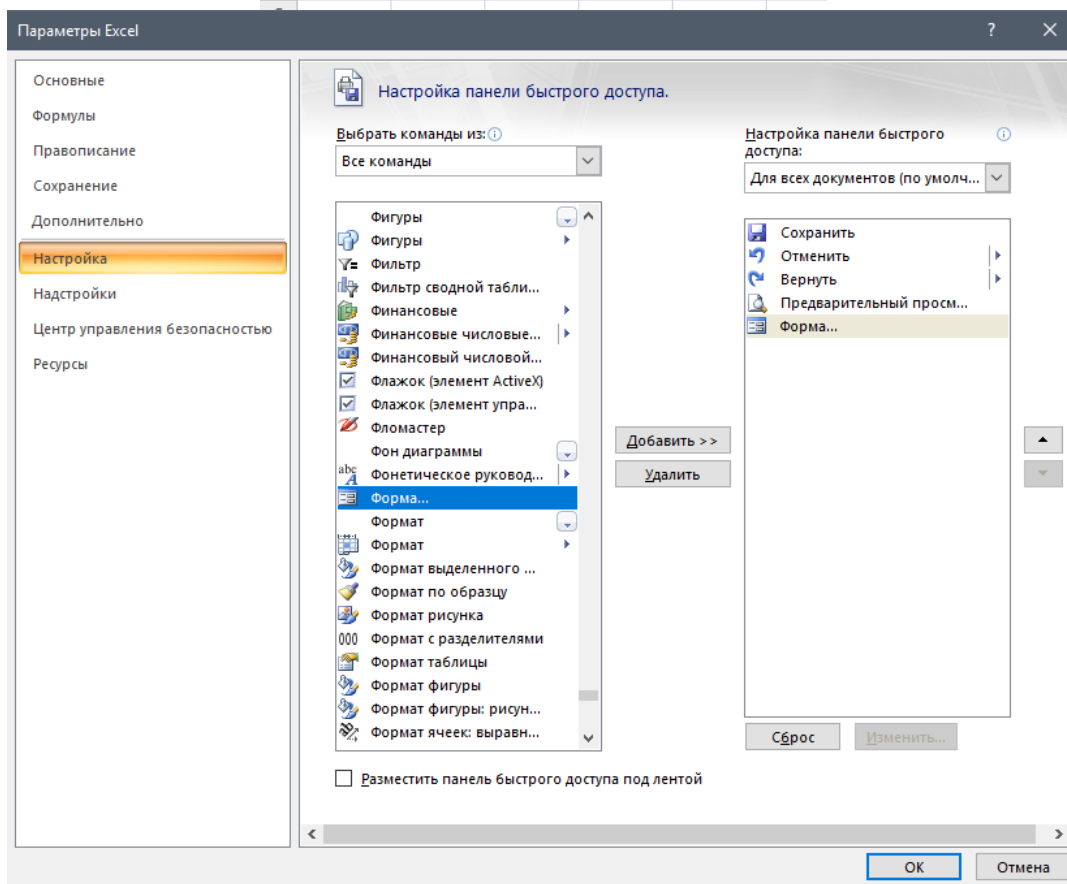 Параметры Excel
?
Основные
Формулы
Правописание
Сохранение
Дополнительно
Настройка
Надстройки
Центр управления безопасностью
Ресурсы
Настройка панели быстрого доступа.
Выбрать команды из:
Все команды
Фигуры
Фигуры
Фильтр
Фильтр сводной табли...
Финансовые
Финансовые числовые...
Финансовый числовой...
Флажок (элемент ActiveX)
Флажок (элемент упра...
Фломастер
Фон диаграммы
Фонетическое руковод...
Форма...
Формат
Формат
Формат выделенного ...
Формат по образцу
Формат рисунка
000 Формат с разделителями
Формат таблицы
Формат фигуры
Формат фигуры: рисун...
Формат ячеек: выравн...
Разместить панель быстрого доступа под лентой
Добавить >>
Удалить
Настройка панели быстрого
доступа:
Для всех документов (по умолч...
Сохранить
Отменить
Вернуть
Предварительный просм...
Форма...
Сброс
Изменить...
ОК
Отмена